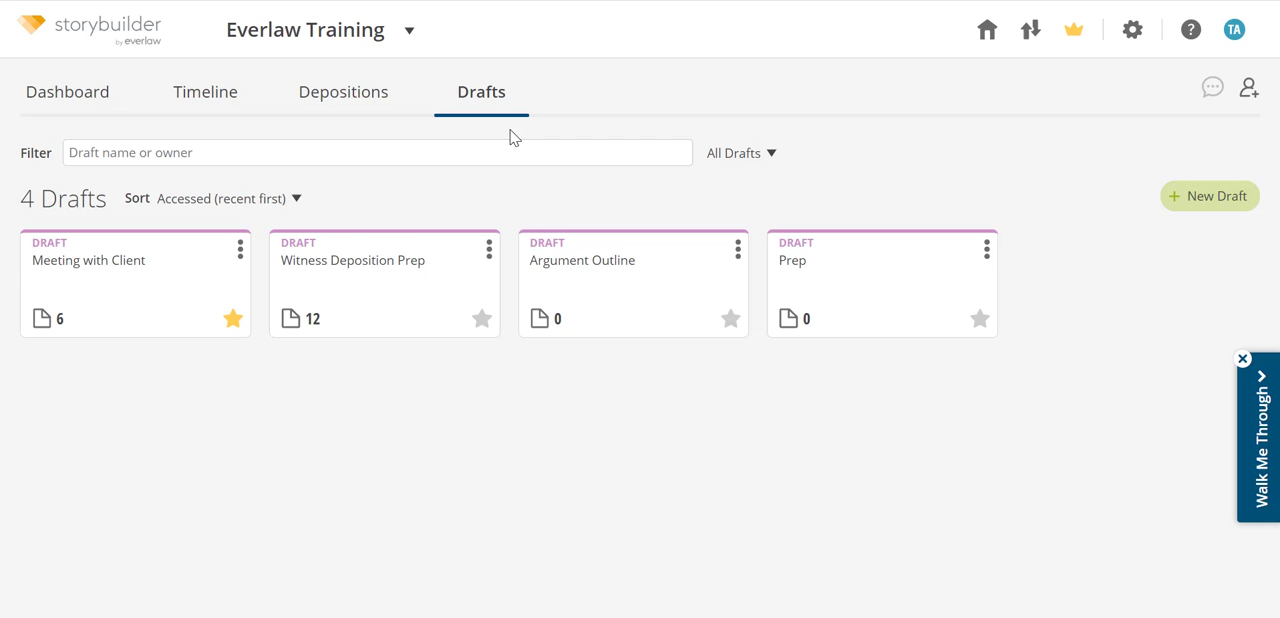 storybuilder
by everlaw
Everlaw Training
?
TA
Dashboard
Timeline
Depositions
Drafts
Filter
Draft name or owner
All Drafts
4 Drafts
Sort Accessed (recent first)
+ New Draft
DRAFT
Meeting with Client
6
DRAFT
Witness Deposition Prep
12
DRAFT
Argument Outline
0
DRAFT
Prep
0
Walk Me Through